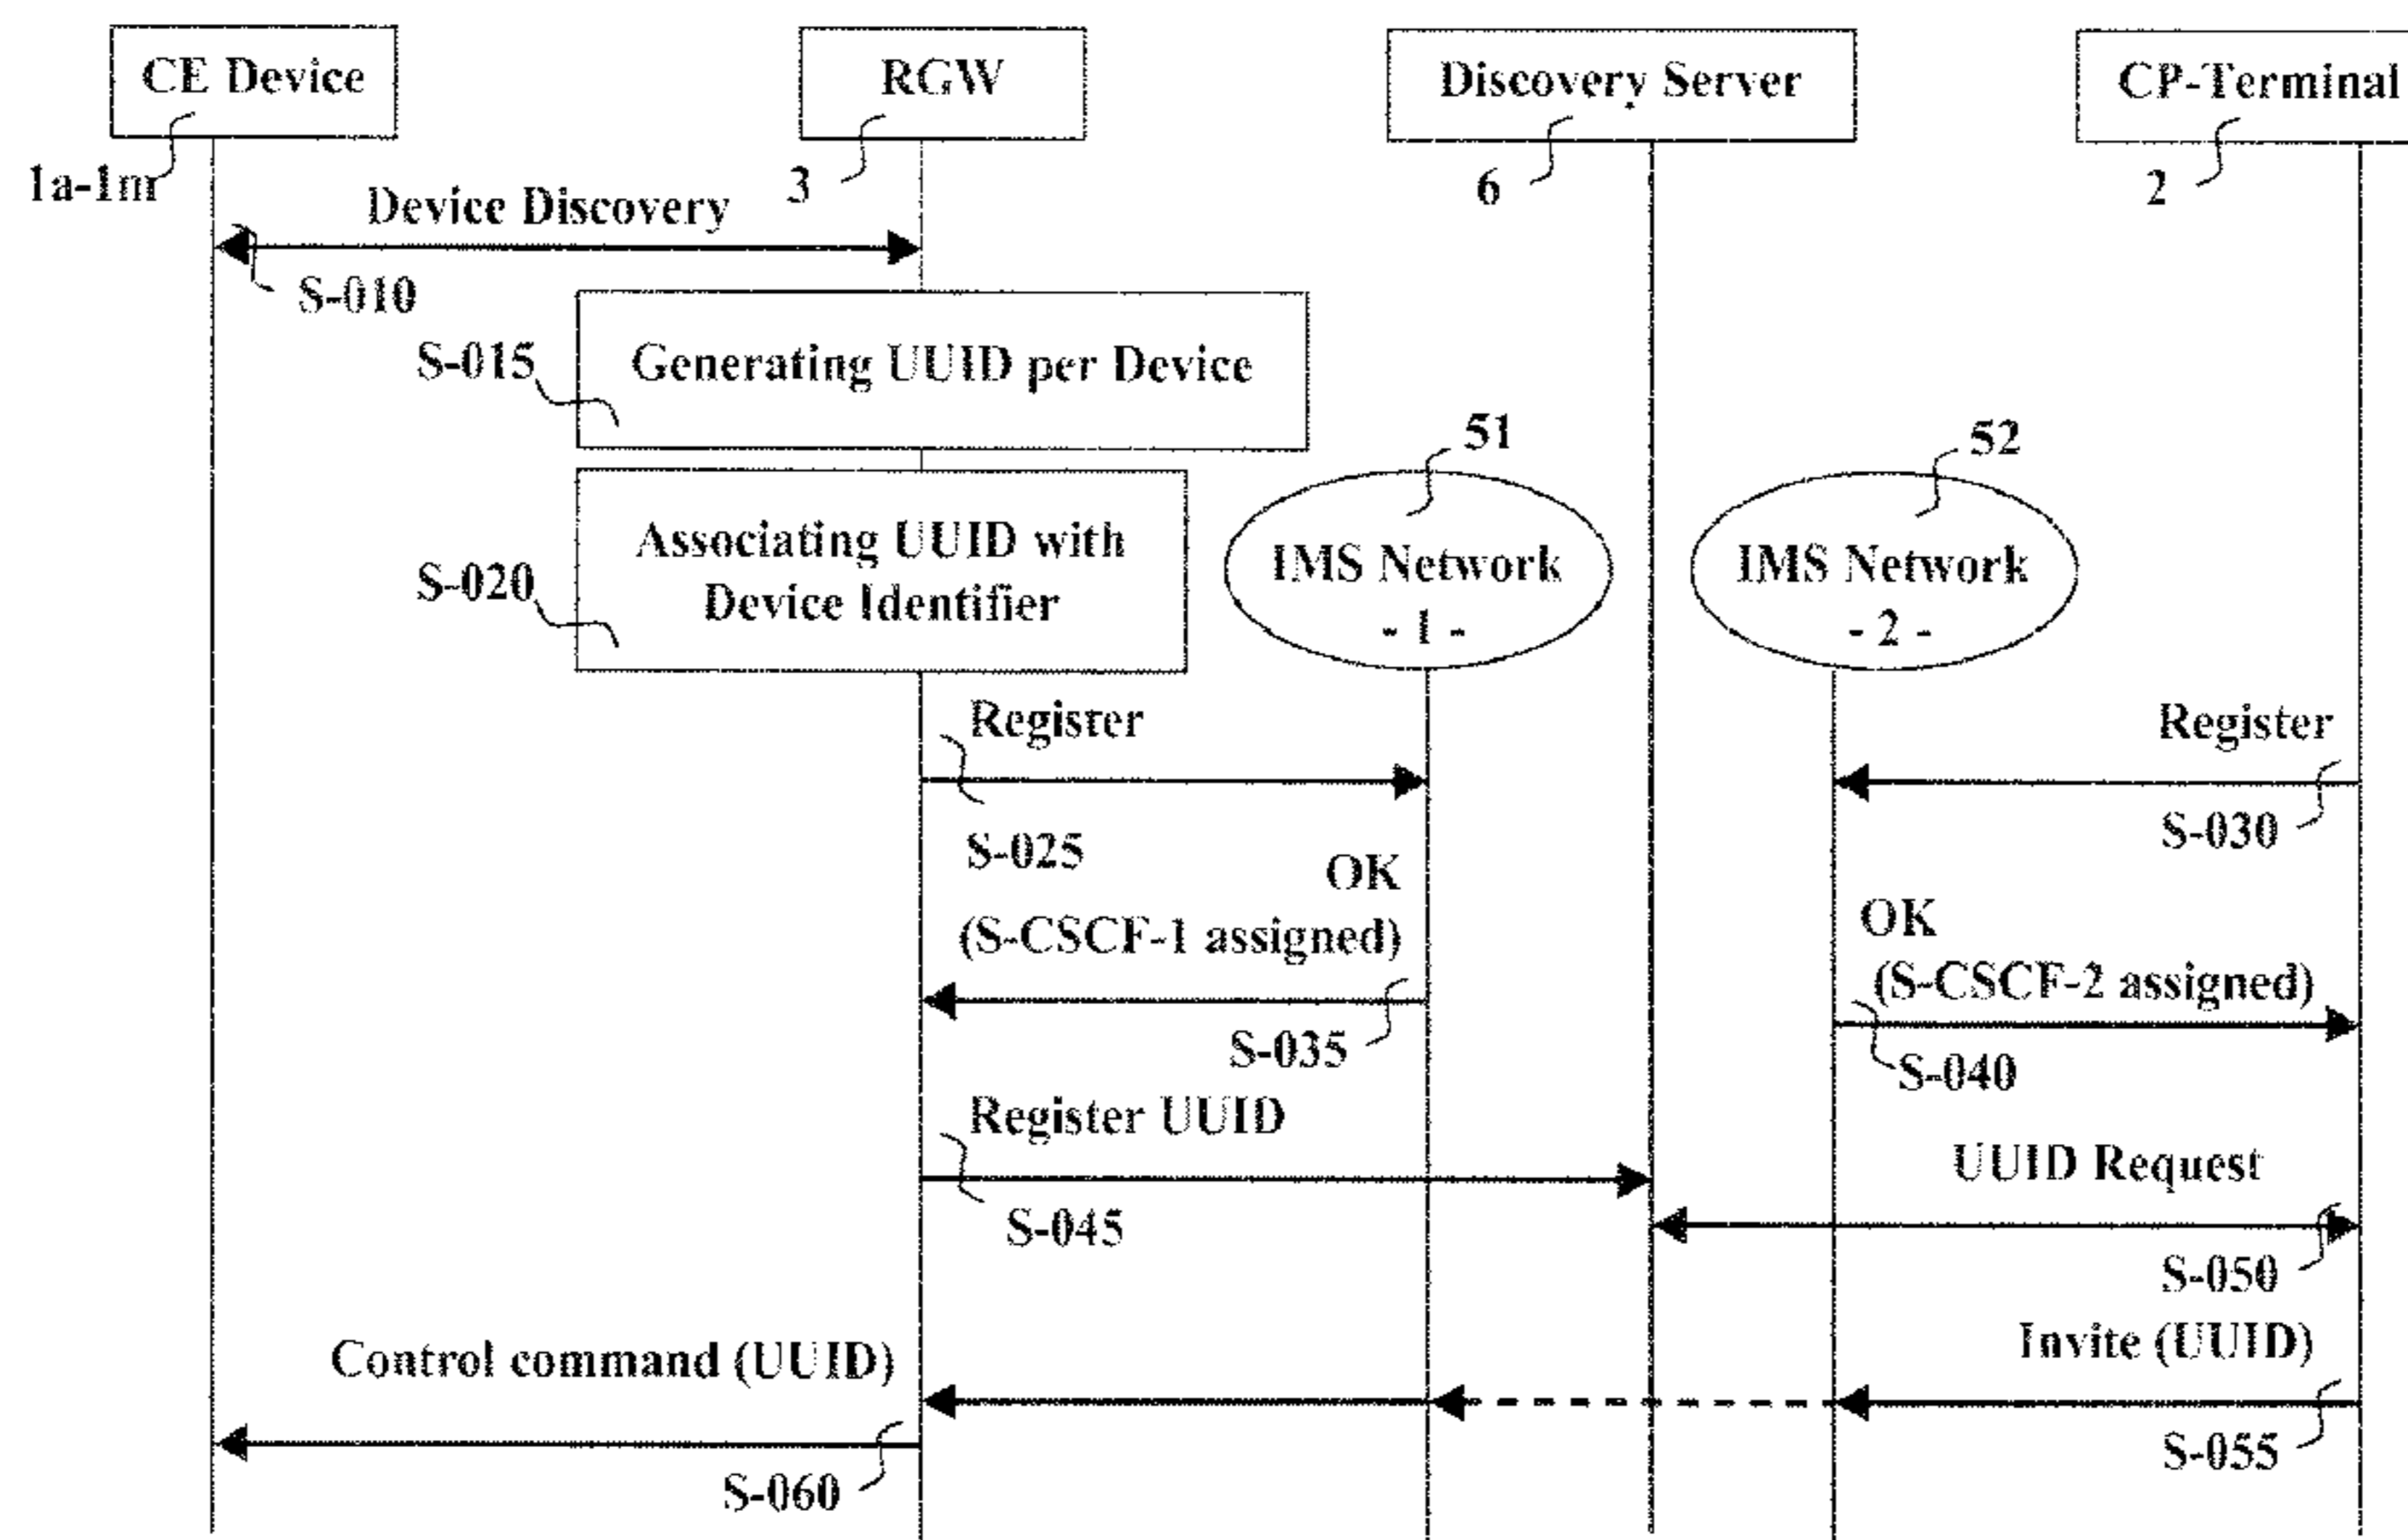 CE Device
RGW
Discovery Server
CP-Terminal
1a-1m
3
6
2
Device Discovery
S-010
S-015
Generating UUID per Device
51
52
S-020
Associating UUID with
Device Identifier
IMS Network
- 1 -
IMS Network
- 2 -
Register
S-025
Register
S-030
OK
(S-CSCF-1 assigned)
S-035
OK
(S-CSCF-2 assigned)
S-040
Register UUID
S-045
UUID Request
S-050
Invite (UUID)
S-055
Control command (UUID)
S-060